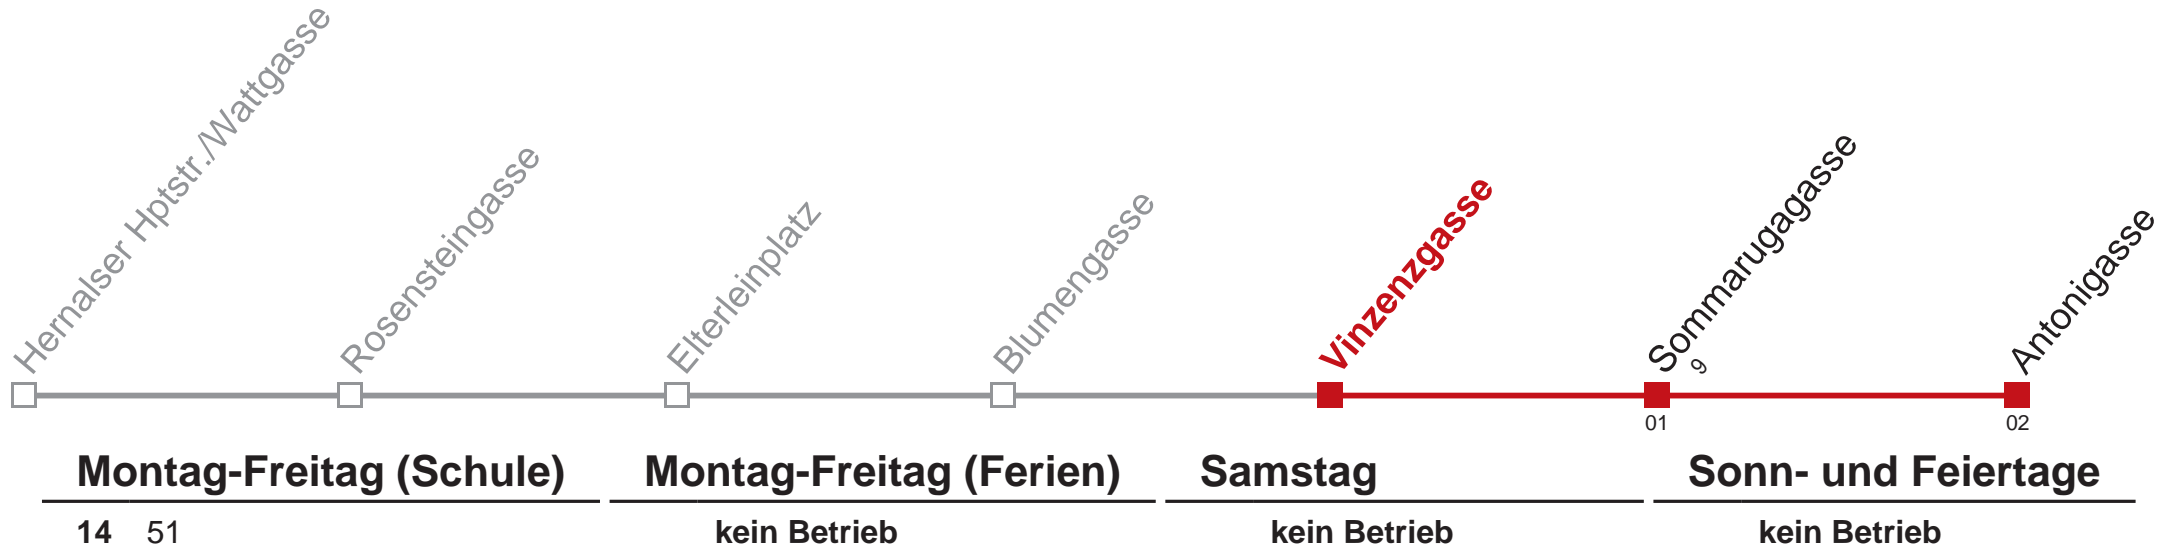 Hernalser Hptstr./Wattgasse
Rosensteingasse
Elterleinplatz
Blumengasse
Vinzenzgasse
Sommarugagasse
9
Antonigasse
01
02
Montag-Freitag (Schule)
14 51
Montag-Freitag (Ferien)
kein Betrieb
Samstag
kein Betrieb
Sonn- und Feiertage
kein Betrieb